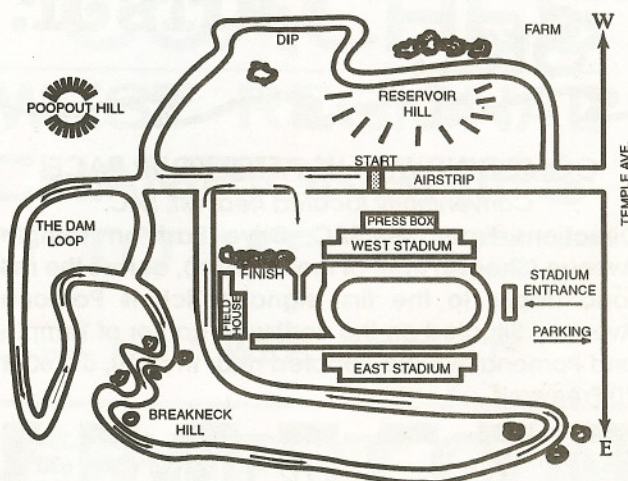 W
FARM
DIP
POOPOUT HILL
RESERVOIR
HILL
START
AIRSTRIP
TEMPLE AVE.
THE DAM
LOOP
PRESS BOX
WEST STADIUM
FINISH
FIELD
HOUSE
STADIUM
ENTRANCE
PARKING
EAST STADIUM
BREAKNECK
HILL
E